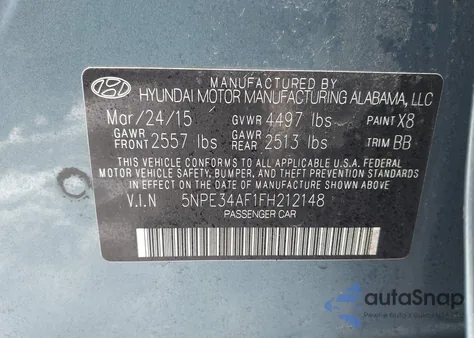 MANUFACTURED BY
HYUNDAI MOTOR MANUFACTURING ALABAMA, LLC
Mar/24/15 GVWR 4497 lbs PAINT X8
GAWR FRONT 2557 lbs GAWR REAR 2513 lbs TRIM BB
THIS VEHICLE CONFORMS TO ALL APPLICABLE U.S.A. FEDERAL
MOTOR VEHICLE SAFETY, BUMPER, AND THEFT PREVENTION STANDARDS
IN EFFECT ON THE DATE OF MANUFACTURE SHOWN ABOVE.
V.I.N 5NPE34AF1FH212148
PASSENGER CAR
autoSnap